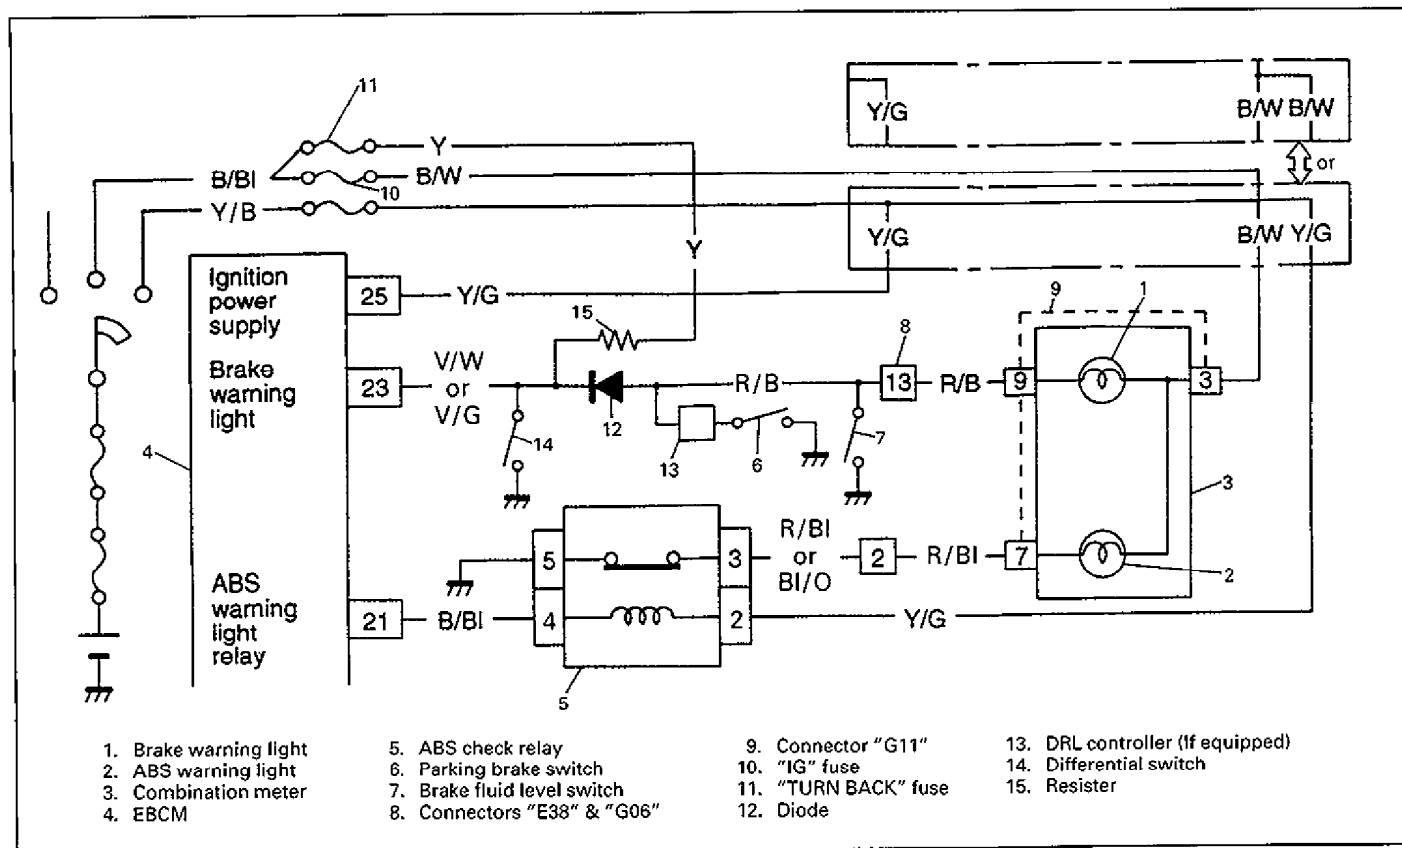 11
Y/G
B/W B/W
Y
or
B/Bl
10
B/W
Y/B
Y
Y/G
B/W Y/G
Ignition
power
supply
25
Y/G
15
8
9
1
Brake
warning
light
23
V/W
or
V/G
12
R/B
13
R/B
9
3
4
14
13
6
7
3
5
3
R/Bl
or
Bl/O
2
R/Bl
7
2
ABS
warning
light
relay
21
B/Bl
4
2
Y/G
5
1. Brake warning light
2. ABS warning light
3. Combination meter
4. EBCM
5. ABS check relay
6. Parking brake switch
7. Brake fluid level switch
8. Connectors "E38" & "G06"
9. Connector "G11"
10. "IG" fuse
11. "TURN BACK" fuse
12. Diode
13. DRL controller (If equipped)
14. Differential switch
15. Resister